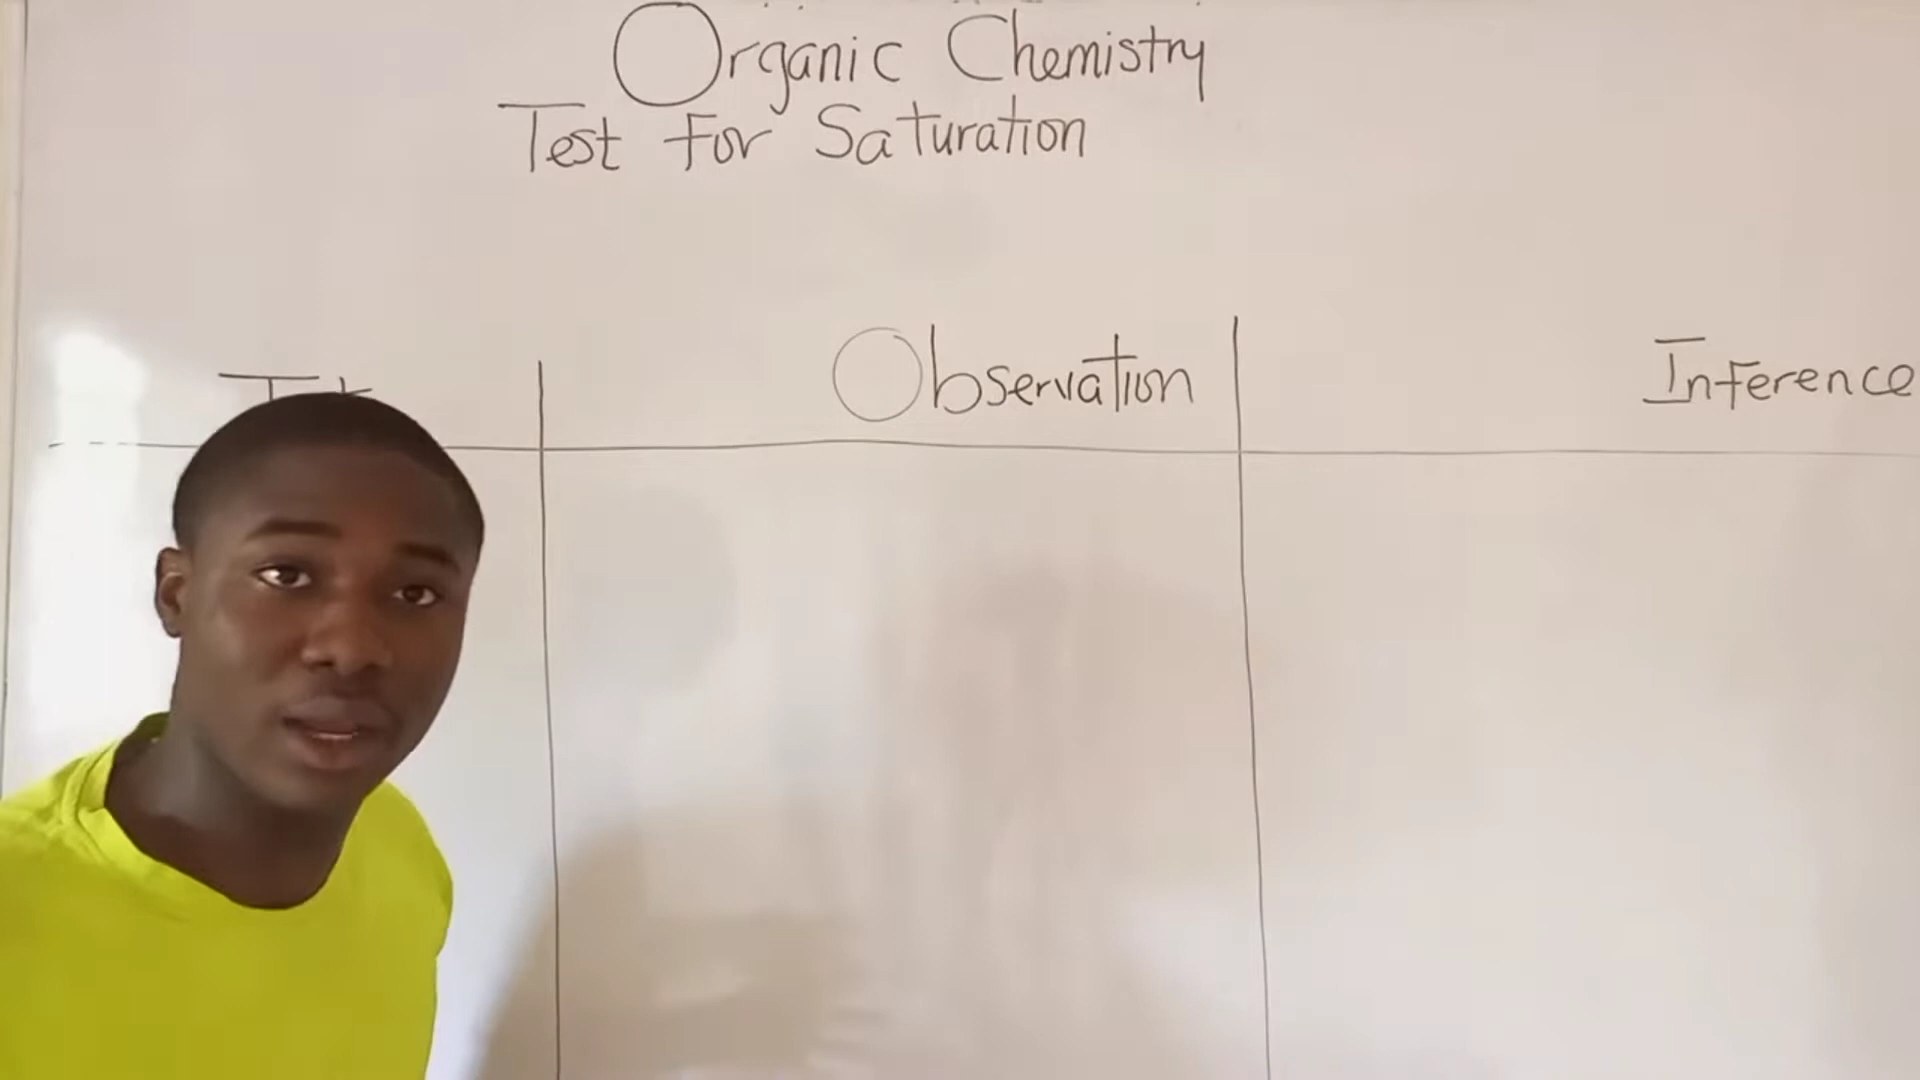 Organic Chemistry
Test For Saturation
Observation
Inference